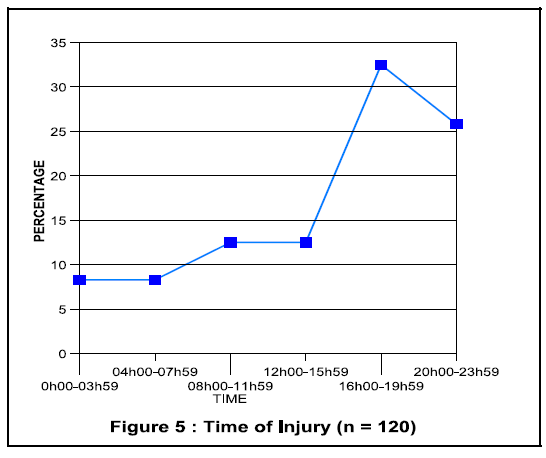 35
30
25
20
15
10
5
0
PERCENTAGE
04h00-07h59 12h00-15h59 20h00-23h59
0h00-03h59 08h00-11h59 16h00-19h59
TIME
Figure 5 : Time of Injury (n = 120)